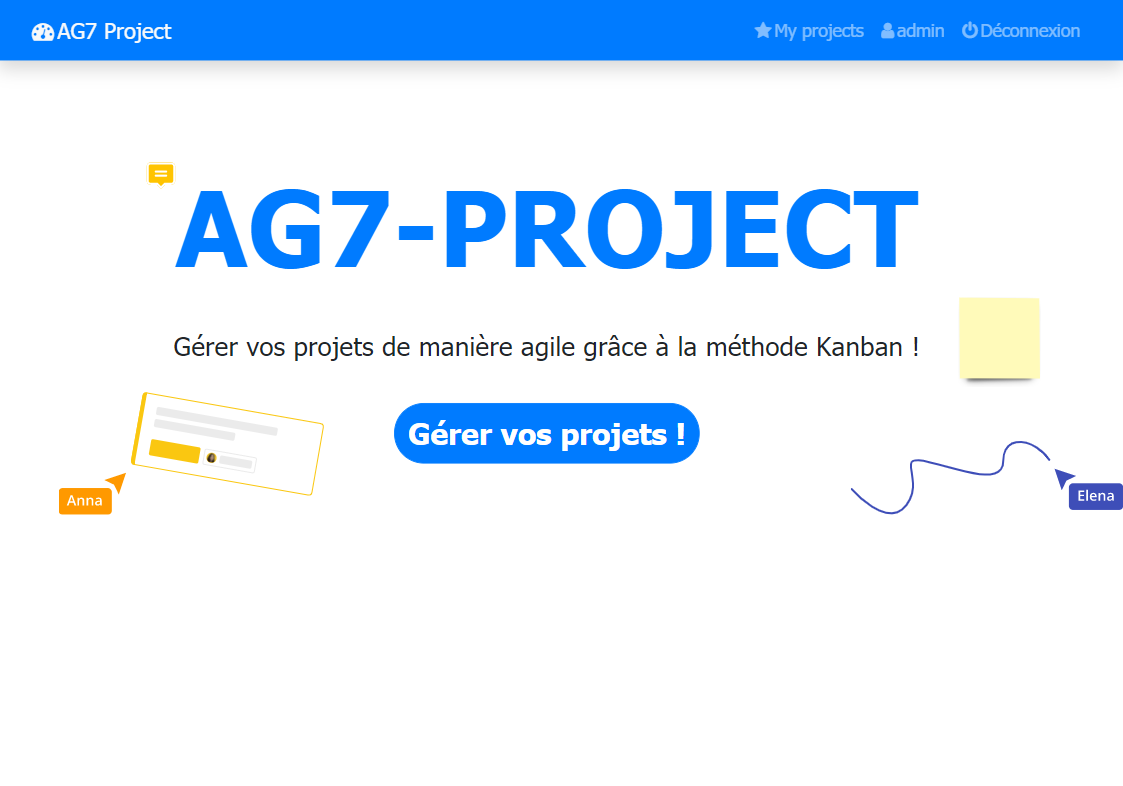 AG7 Project
My projects
admin
Déconnexion
AG7-PROJECT
Gérer vos projets de manière agile grâce à la méthode Kanban !
Gérer vos projets !
Anna
Elena